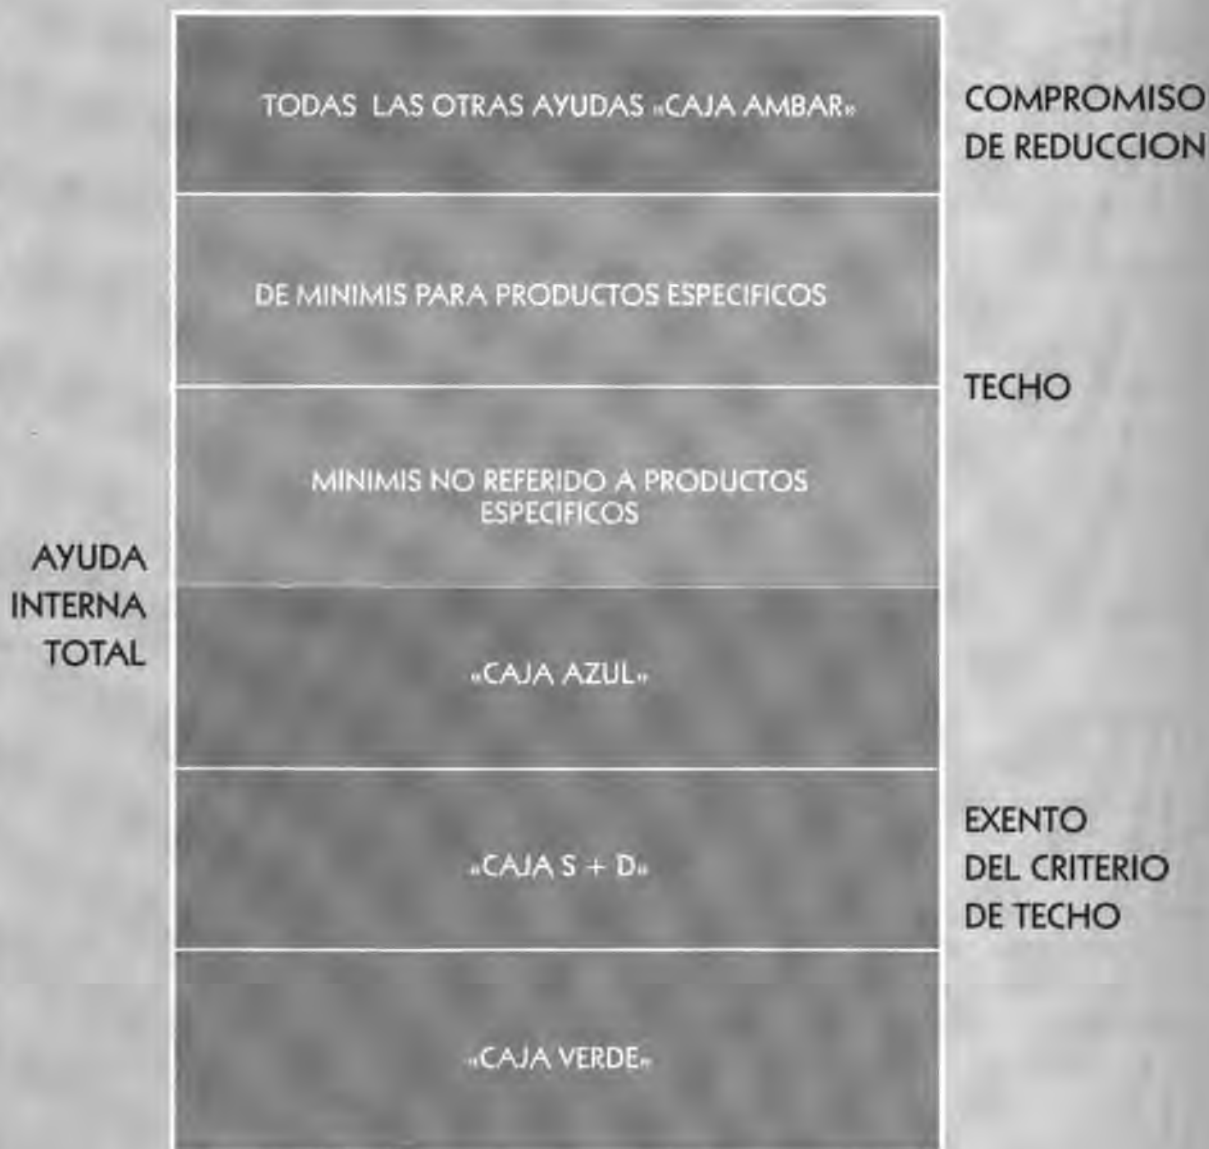 TODAS LAS OTRAS AYUDAS «CAJA AMBAR»
COMPROMISO
DE REDUCCION
DE MINIMIS PARA PRODUCTOS ESPECIFICOS
TECHO
MINIMIS NO REFERIDO A PRODUCTOS
ESPECIFICOS
AYUDA
INTERNA
TOTAL
«CAJA AZUL»
«CAJA S + D»
EXENTO
DEL CRITERIO
DE TECHO
«CAJA VERDE»